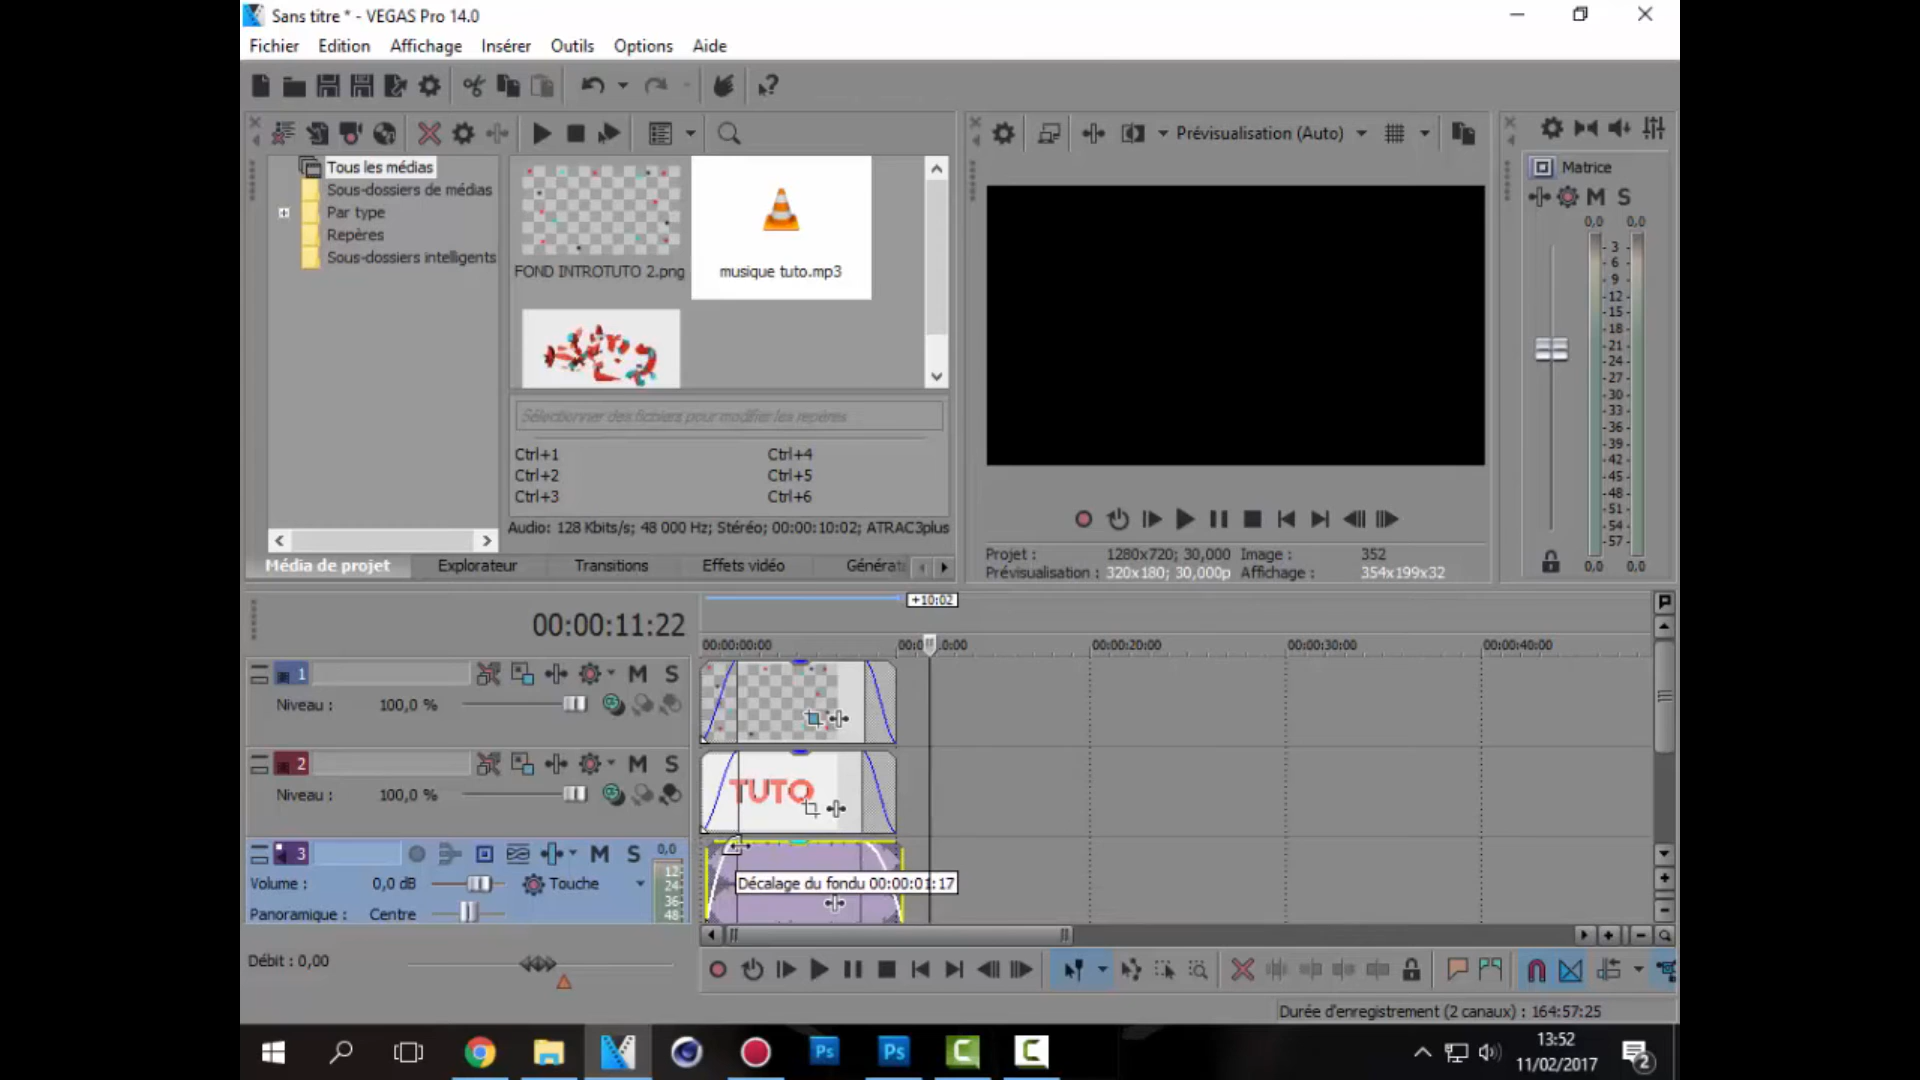 Sans titre * - VEGAS Pro 14.0
Fichier Edition Affichage Insérer Outils Options Aide
Prévisualisation (Auto)
Tous les médias
Sous-dossiers de médias
Par type
Repères
Sous-dossiers intelligents
FOND INTROTUTO 2.png
musique tuto.mp3
Matrice
M S
0,0 0,0
3
6
9
12
15
18
21
24
27
30
33
36
39
42
45
48
51
54
57
0,0 0,0
Sélectionner des fichiers pour modifier les repères
Ctrl+1 Ctrl+4
Ctrl+2 Ctrl+5
Ctrl+3 Ctrl+6
Audio: 128 Kbits/s; 48 000 Hz; Stéréo; 00:00:10:02; ATRAC3plus
Média de projet Explorateur Transitions Effets vidéo Générat
Projet : 1280x720; 30,000 Image : 352
Prévisualisation : 320x180; 30,000p Affichage : 354x199x32
+10:02
00:00:11:22
00:00:00:00 00:0 0:00 00:00:20:00 00:00:30:00 00:00:40:00
1 M S
Niveau : 100,0 %
2 M S
Niveau : 100,0 %
TUTO
3 M S 0,0
Volume : 0,0 dB Touche
Panoramique : Centre
12
24
36
48
Décalage du fondu 00:00:01:17
Débit : 0,00
Durée d'enregistrement (2 canaux) : 164:57:25
Ps Ps
13:52
11/02/2017
2